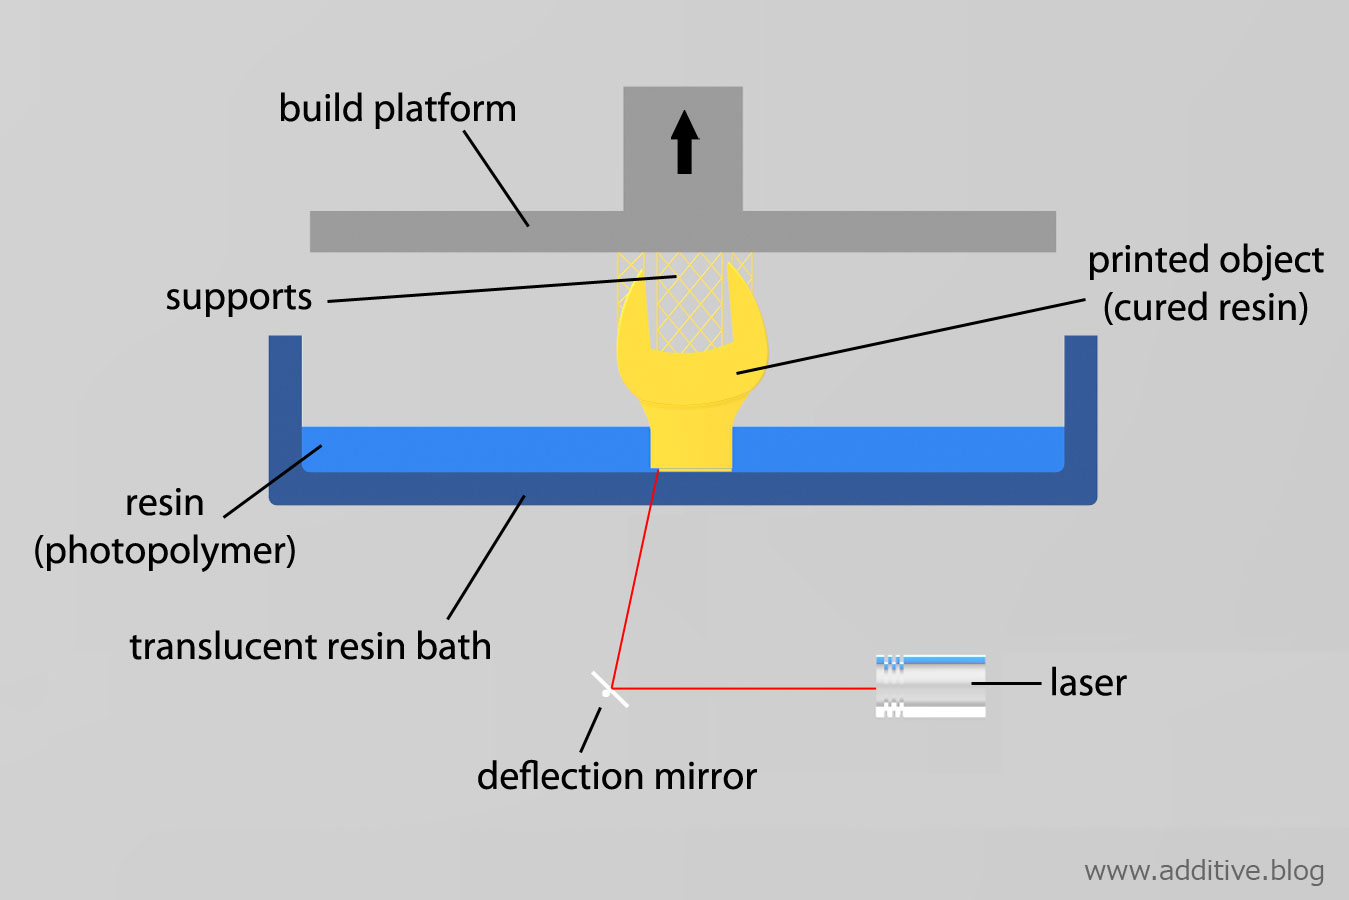 build platform
printed object
(cured resin)
supports
resin
(photopolymer)
translucent resin bath
laser
deflection mirror
www.additive.blog